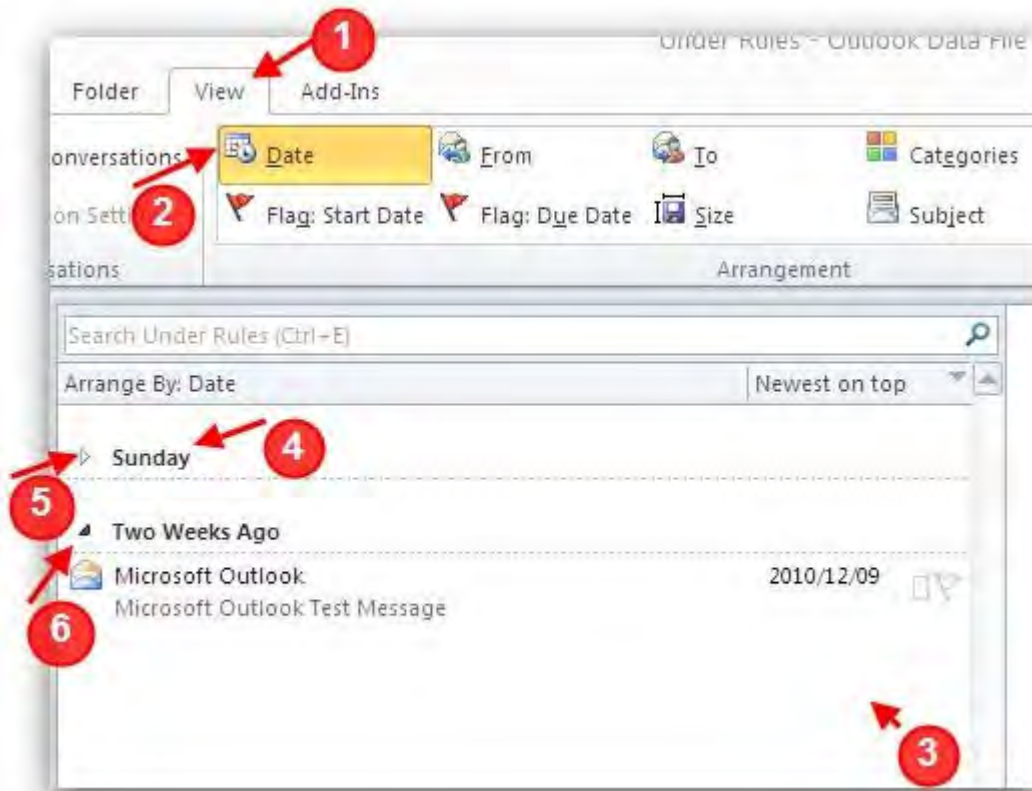 1
Under Rules - Outlook Data File
Folder View Add-Ins
onversations Date From To Categories
on Sett Flag: Start Date Flag: Due Date Size Subject
2
sations Arrangement
Search Under Rules (Ctrl+E)
Arrange By: Date Newest on top
Sunday
4
5
Two Weeks Ago
Microsoft Outlook 2010/12/09
Microsoft Outlook Test Message
6
3